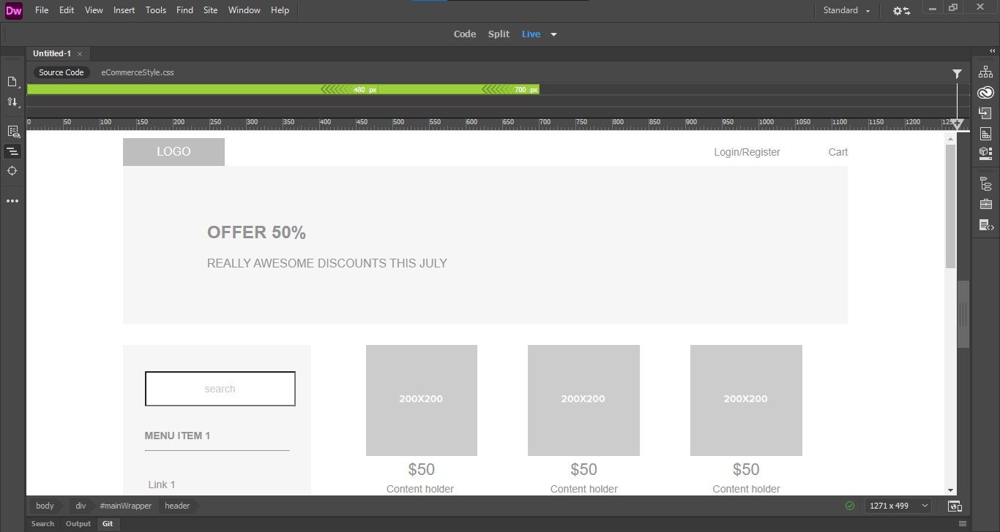 Dw File Edit View Insert Tools Find Site Window Help Standard
Code Split Live
Untitled-1
Source Code eCommerceStyle.css
480 px 700 px
0 50 100 150 200 250 300 350 400 450 500 550 600 650 700 750 800 850 900 950 1000 1050 1100 1150 1200 125
LOGO Login/Register Cart
OFFER 50%
REALLY AWESOME DISCOUNTS THIS JULY
search
200X200 200X200 200X200
MENU ITEM 1
$50 $50 $50
Link 1
Content holder Content holder Content holder
body div #mainWrapper header 1271 x 499
Search Output Git